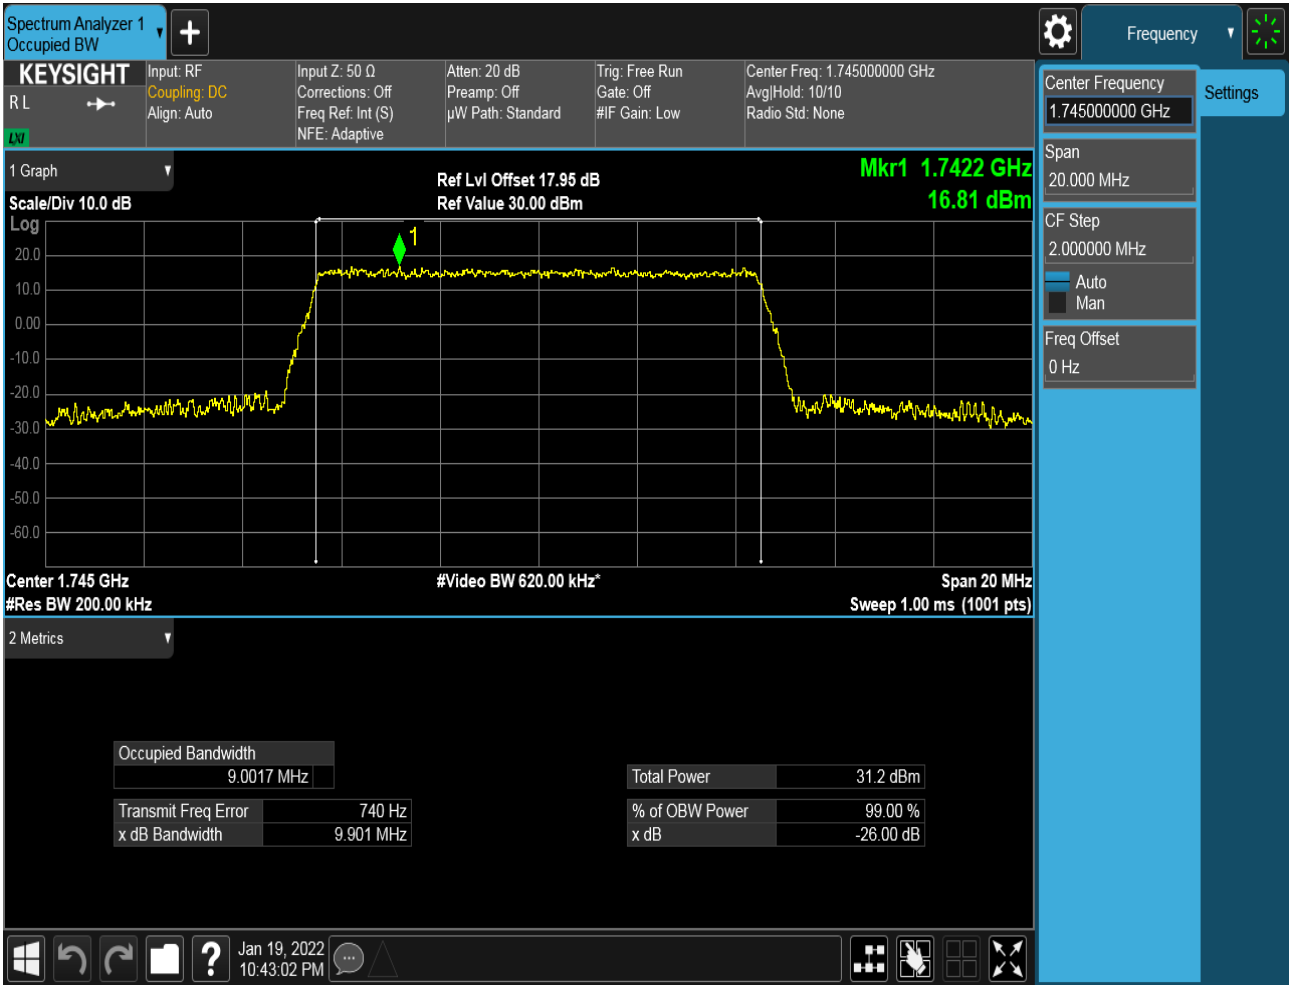 Spectrum Analyzer 1
Occupied BW
Frequency
KEYSIGHT
R L
LXI
Input: RF
Coupling: DC
Align: Auto
Input Z: 50 Ω
Corrections: Off
Freq Ref: Int (S)
NFE: Adaptive
Atten: 20 dB
Preamp: Off
µW Path: Standard
Trig: Free Run
Gate: Off
#IF Gain: Low
Center Freq: 1.745000000 GHz
Avg|Hold: 10/10
Radio Std: None
Center Frequency
1.745000000 GHz
Settings
Span
20.000 MHz
CF Step
2.000000 MHz
Auto
Man
Freq Offset
0 Hz
1 Graph
Scale/Div 10.0 dB
Log
Ref Lvl Offset 17.95 dB
Ref Value 30.00 dBm
Mkr1 1.7422 GHz
16.81 dBm
1
20.0
10.0
0.00
-10.0
-20.0
-30.0
-40.0
-50.0
-60.0
Center 1.745 GHz
#Video BW 620.00 kHz*
Span 20 MHz
#Res BW 200.00 kHz
Sweep 1.00 ms (1001 pts)
2 Metrics
Occupied Bandwidth
9.0017 MHz
Total Power 31.2 dBm
Transmit Freq Error 740 Hz
% of OBW Power 99.00 %
x dB Bandwidth 9.901 MHz
x dB -26.00 dB
?
Jan 19, 2022
10:43:02 PM